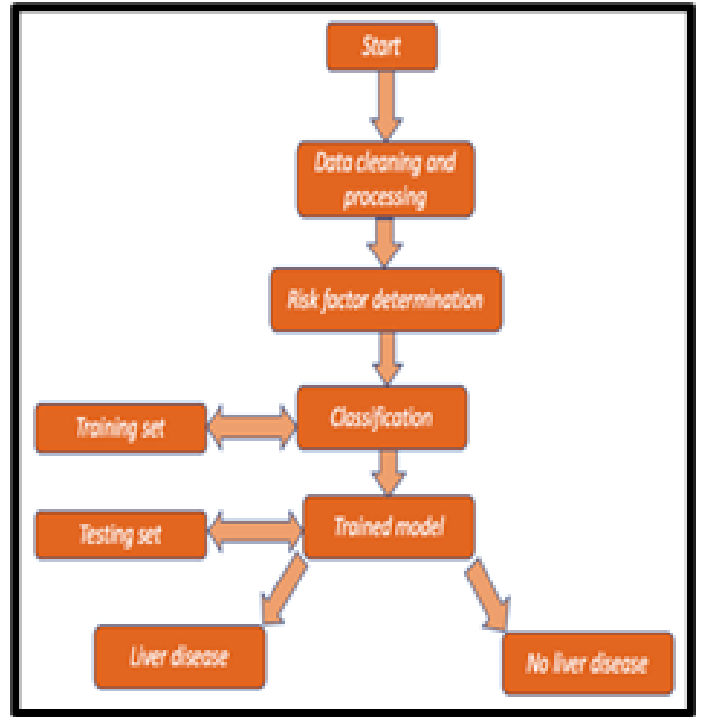 Start
Data cleaning and
processing
Risk factor determination
Classification
Training set
Trained model
Testing set
Liver disease
No liver disease